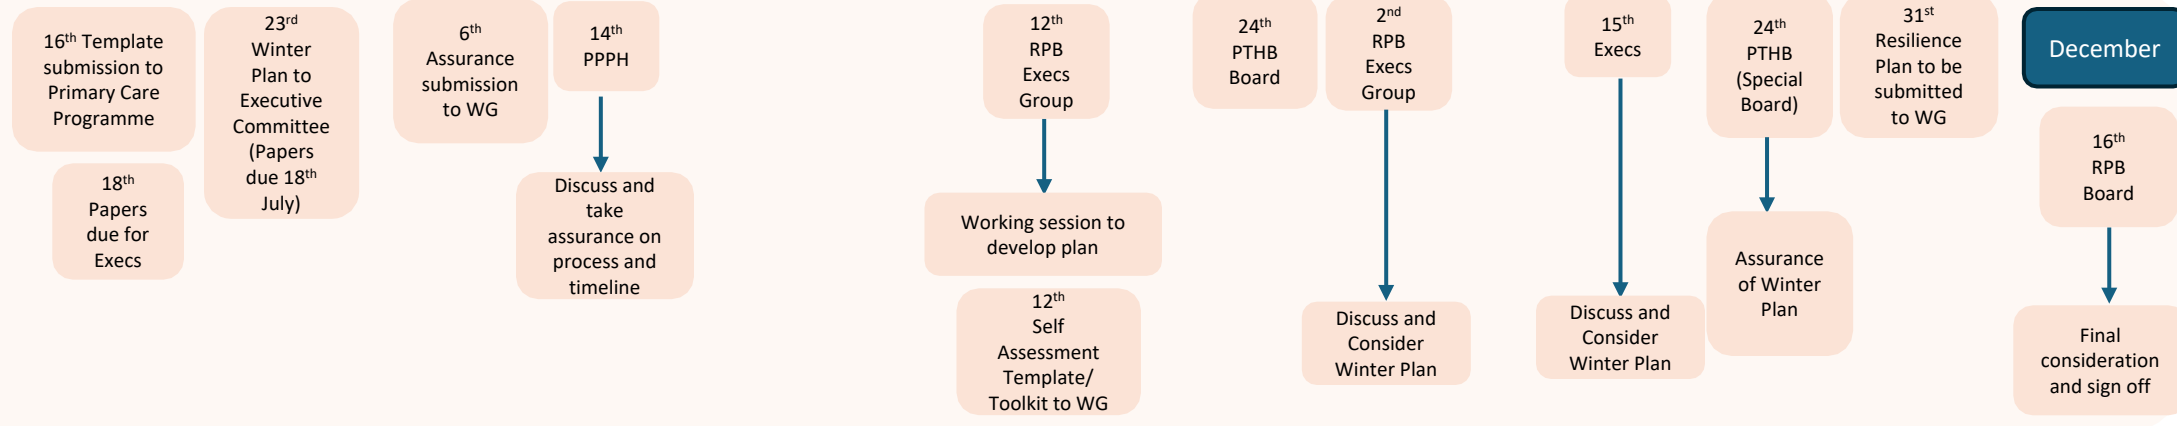 16th Template
submission to
Primary Care
Programme
18th
Papers
due for
Execs
23rd
Winter
Plan to
Executive
Committee
(Papers
due 18th
July)
6th
Assurance
submission
to WG
14th
PPPH
Discuss and
take
assurance on
process and
timeline
12th
RPB
Execs
Group
Working session to
develop plan
12th
Self
Assessment
Template/
Toolkit to WG
24th
PTHB
Board
2nd
RPB
Execs
Group
Discuss and
Consider
Winter Plan
15th
Execs
Discuss and
Consider
Winter Plan
24th
PTHB
(Special
Board)
Assurance
of Winter
Plan
31st
Resilience
Plan to be
submitted
to WG
December
16th
RPB
Board
Final
consideration
and sign off